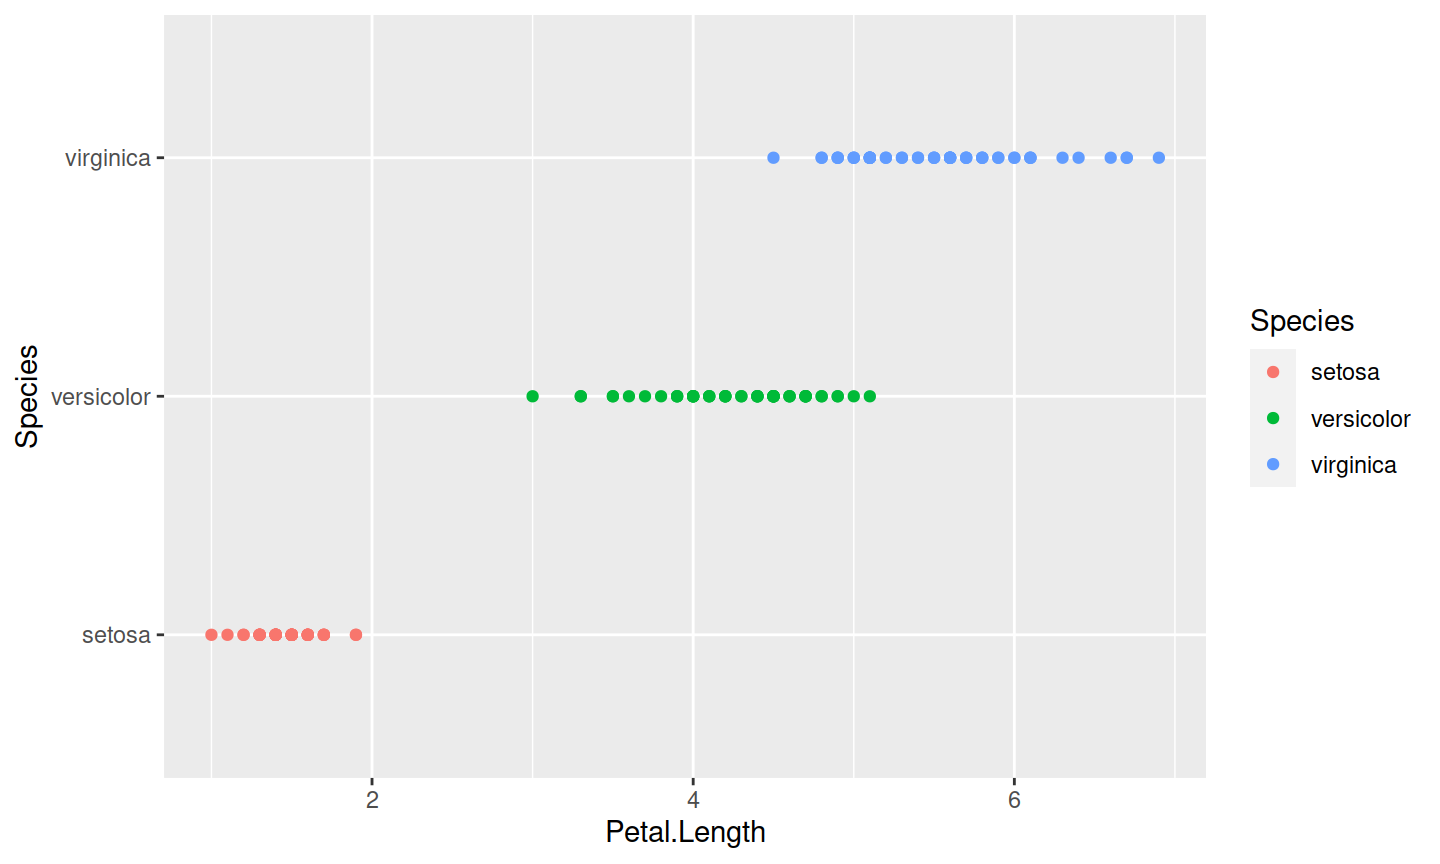 virginica
versicolor
setosa
Species
2
4
6
Petal.Length
Species
setosa
versicolor
virginica